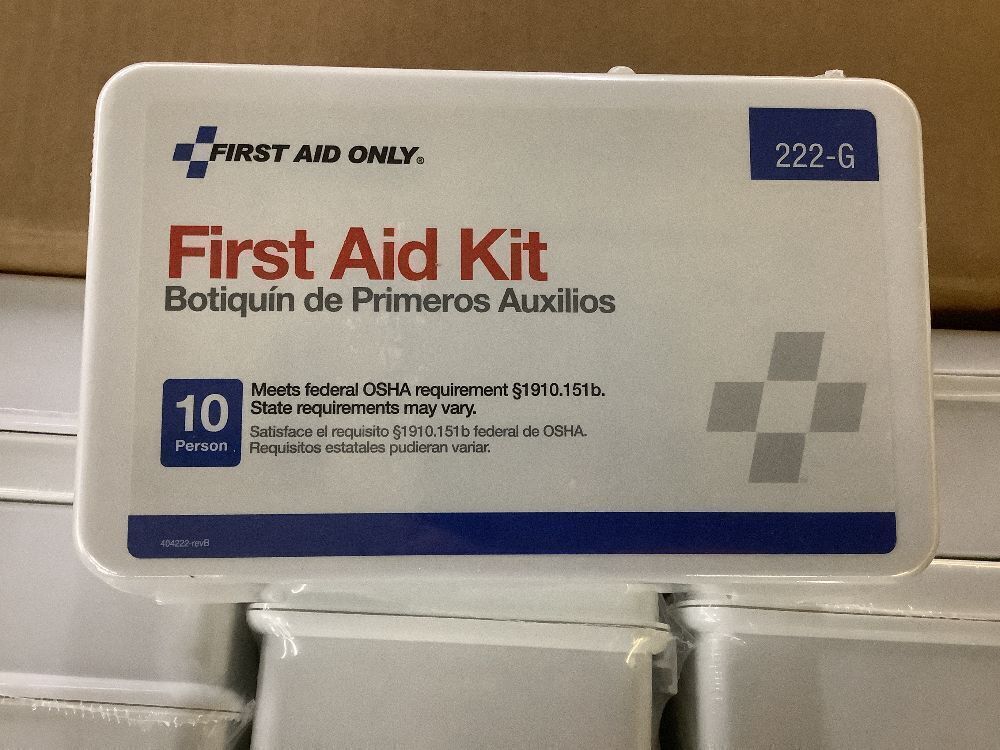 FIRST AID ONLY®
222-G
First Aid Kit
Botiquín de Primeros Auxilios
10
Person
Meets federal OSHA requirement §1910.151b.
State requirements may vary.
Satisface el requisito §1910.151b federal de OSHA.
Requisitos estatales pudieran variar.
404222-revB